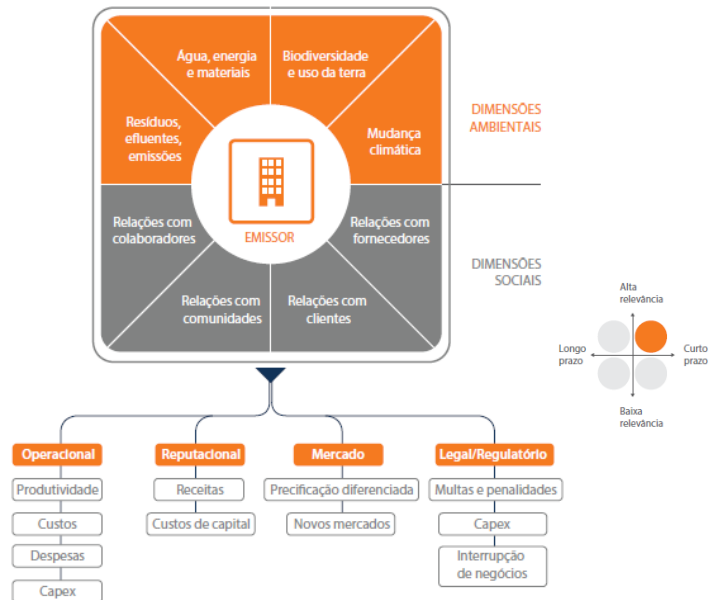 Água, energia
e materiais
Biodiversidade
e uso da terra
Resíduos,
efluentes,
emissões
Mudança
climática
DIMENSÕES
AMBIENTAIS
EMISSOR
Relações com
colaboradores
Relações com
fornecedores
Relações com
comunidades
Relações com
clientes
DIMENSÕES
SOCIAIS
Alta
relevância
Longo
prazo
Curto
prazo
Baixa
relevância
Operacional
Produtividade
Custos
Despesas
Capex
Reputacional
Receitas
Custos de capital
Mercado
Precificação diferenciada
Novos mercados
Legal/Regulatório
Multas e penalidades
Capex
Interrupção
de negócios